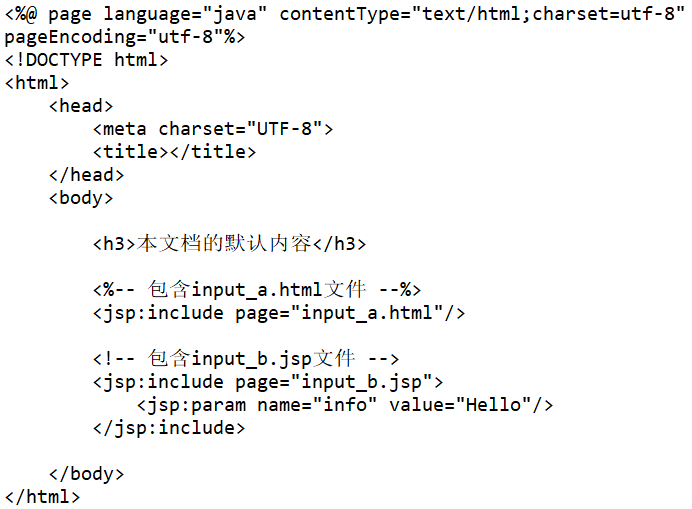 <%@ page language="java" contentType="text/html;charset=utf-8"
pageEncoding="utf-8"%>
<!DOCTYPE html>
<html>
    <head>
        <meta charset="UTF-8">
        <title></title>
    </head>
    <body>

        <h3>本文档的默认内容</h3>

        <%-- 包含input_a.html文件 --%>
        <jsp:include page="input_a.html"/>

        <!-- 包含input_b.jsp文件 -->
        <jsp:include page="input_b.jsp">
            <jsp:param name="info" value="Hello"/>
        </jsp:include>

    </body>
</html>